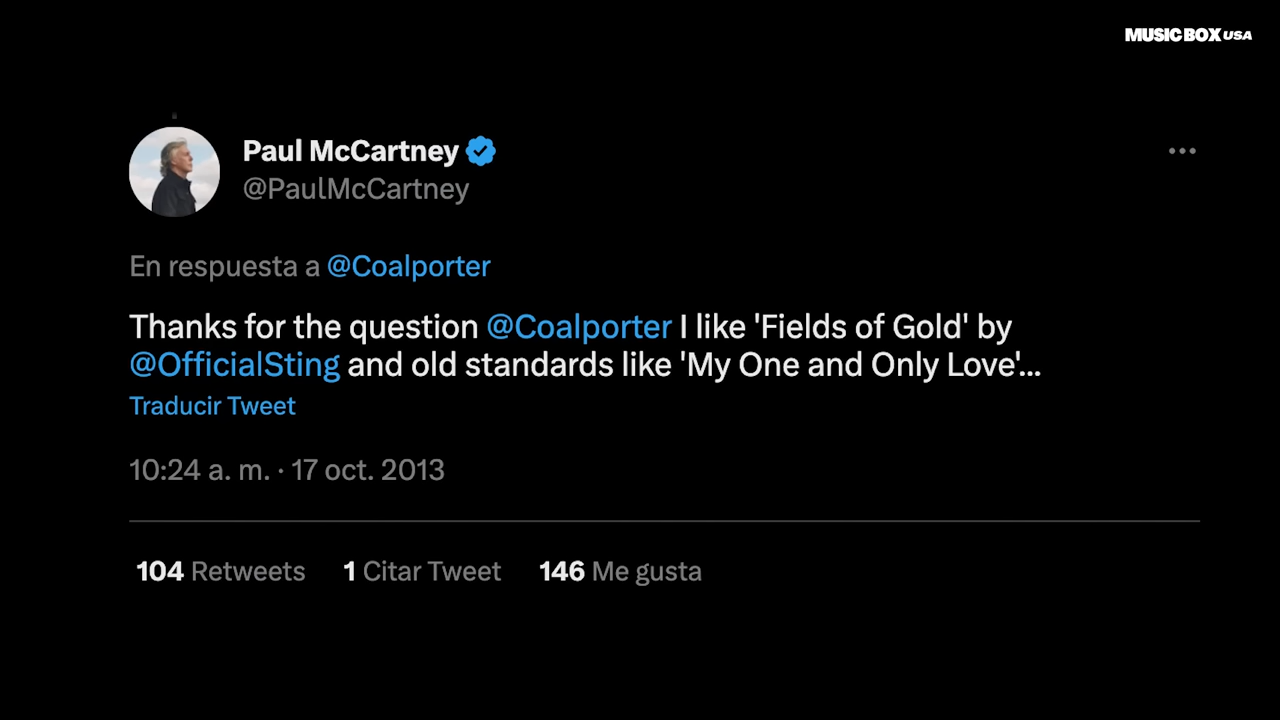 MUSIC BOX USA
Paul McCartney
@PaulMcCartney
En respuesta a @Coalporter
Thanks for the question @Coalporter I like 'Fields of Gold' by
@OfficialSting and old standards like 'My One and Only Love'...
Traducir Tweet
10:24 a. m. · 17 oct. 2013
104 Retweets 1 Citar Tweet 146 Me gusta